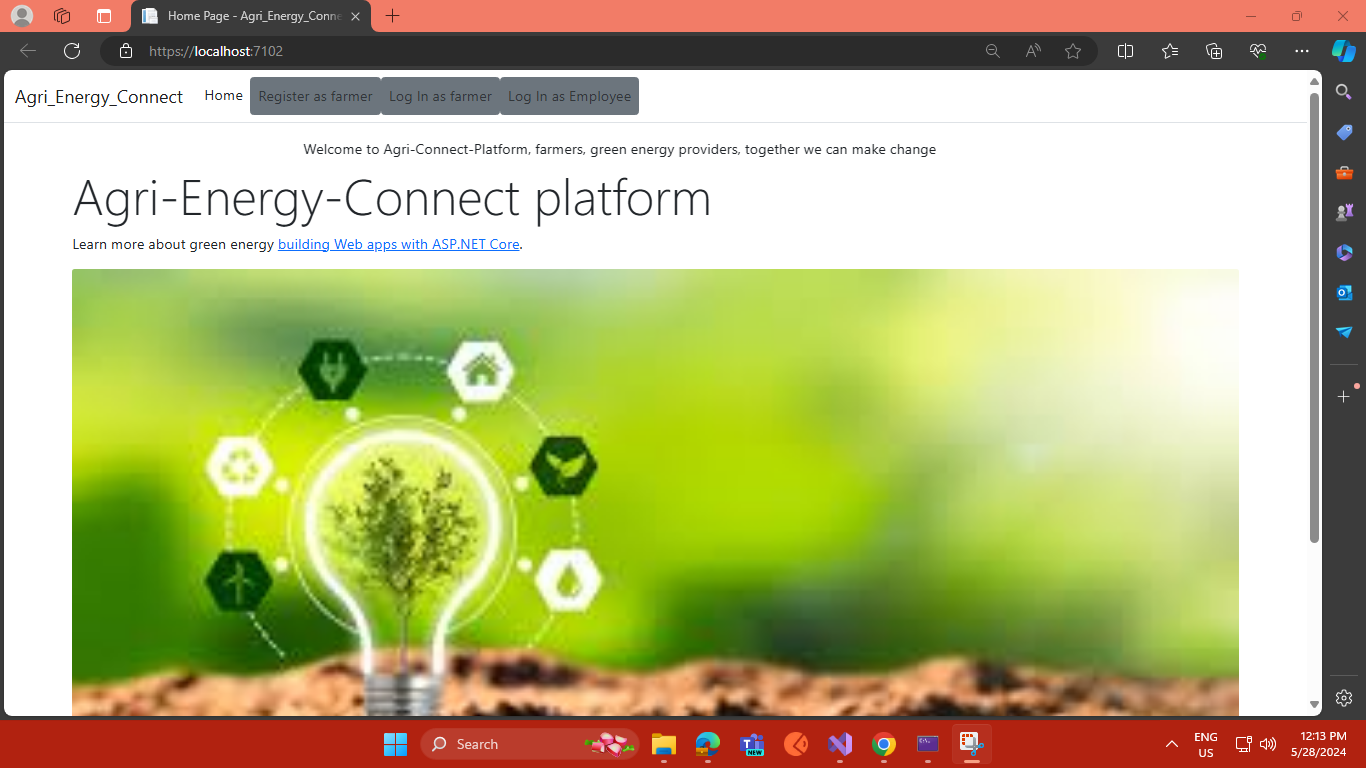 Home Page - Agri_Energy_Conne
https://localhost:7102
Agri_Energy_Connect Home Register as farmer Log In as farmer Log In as Employee
Welcome to Agri-Connect-Platform, farmers, green energy providers, together we can make change
Agri-Energy-Connect platform
Learn more about green energy building Web apps with ASP.NET Core.
Search
NEW
ENG
US
12:13 PM
5/28/2024